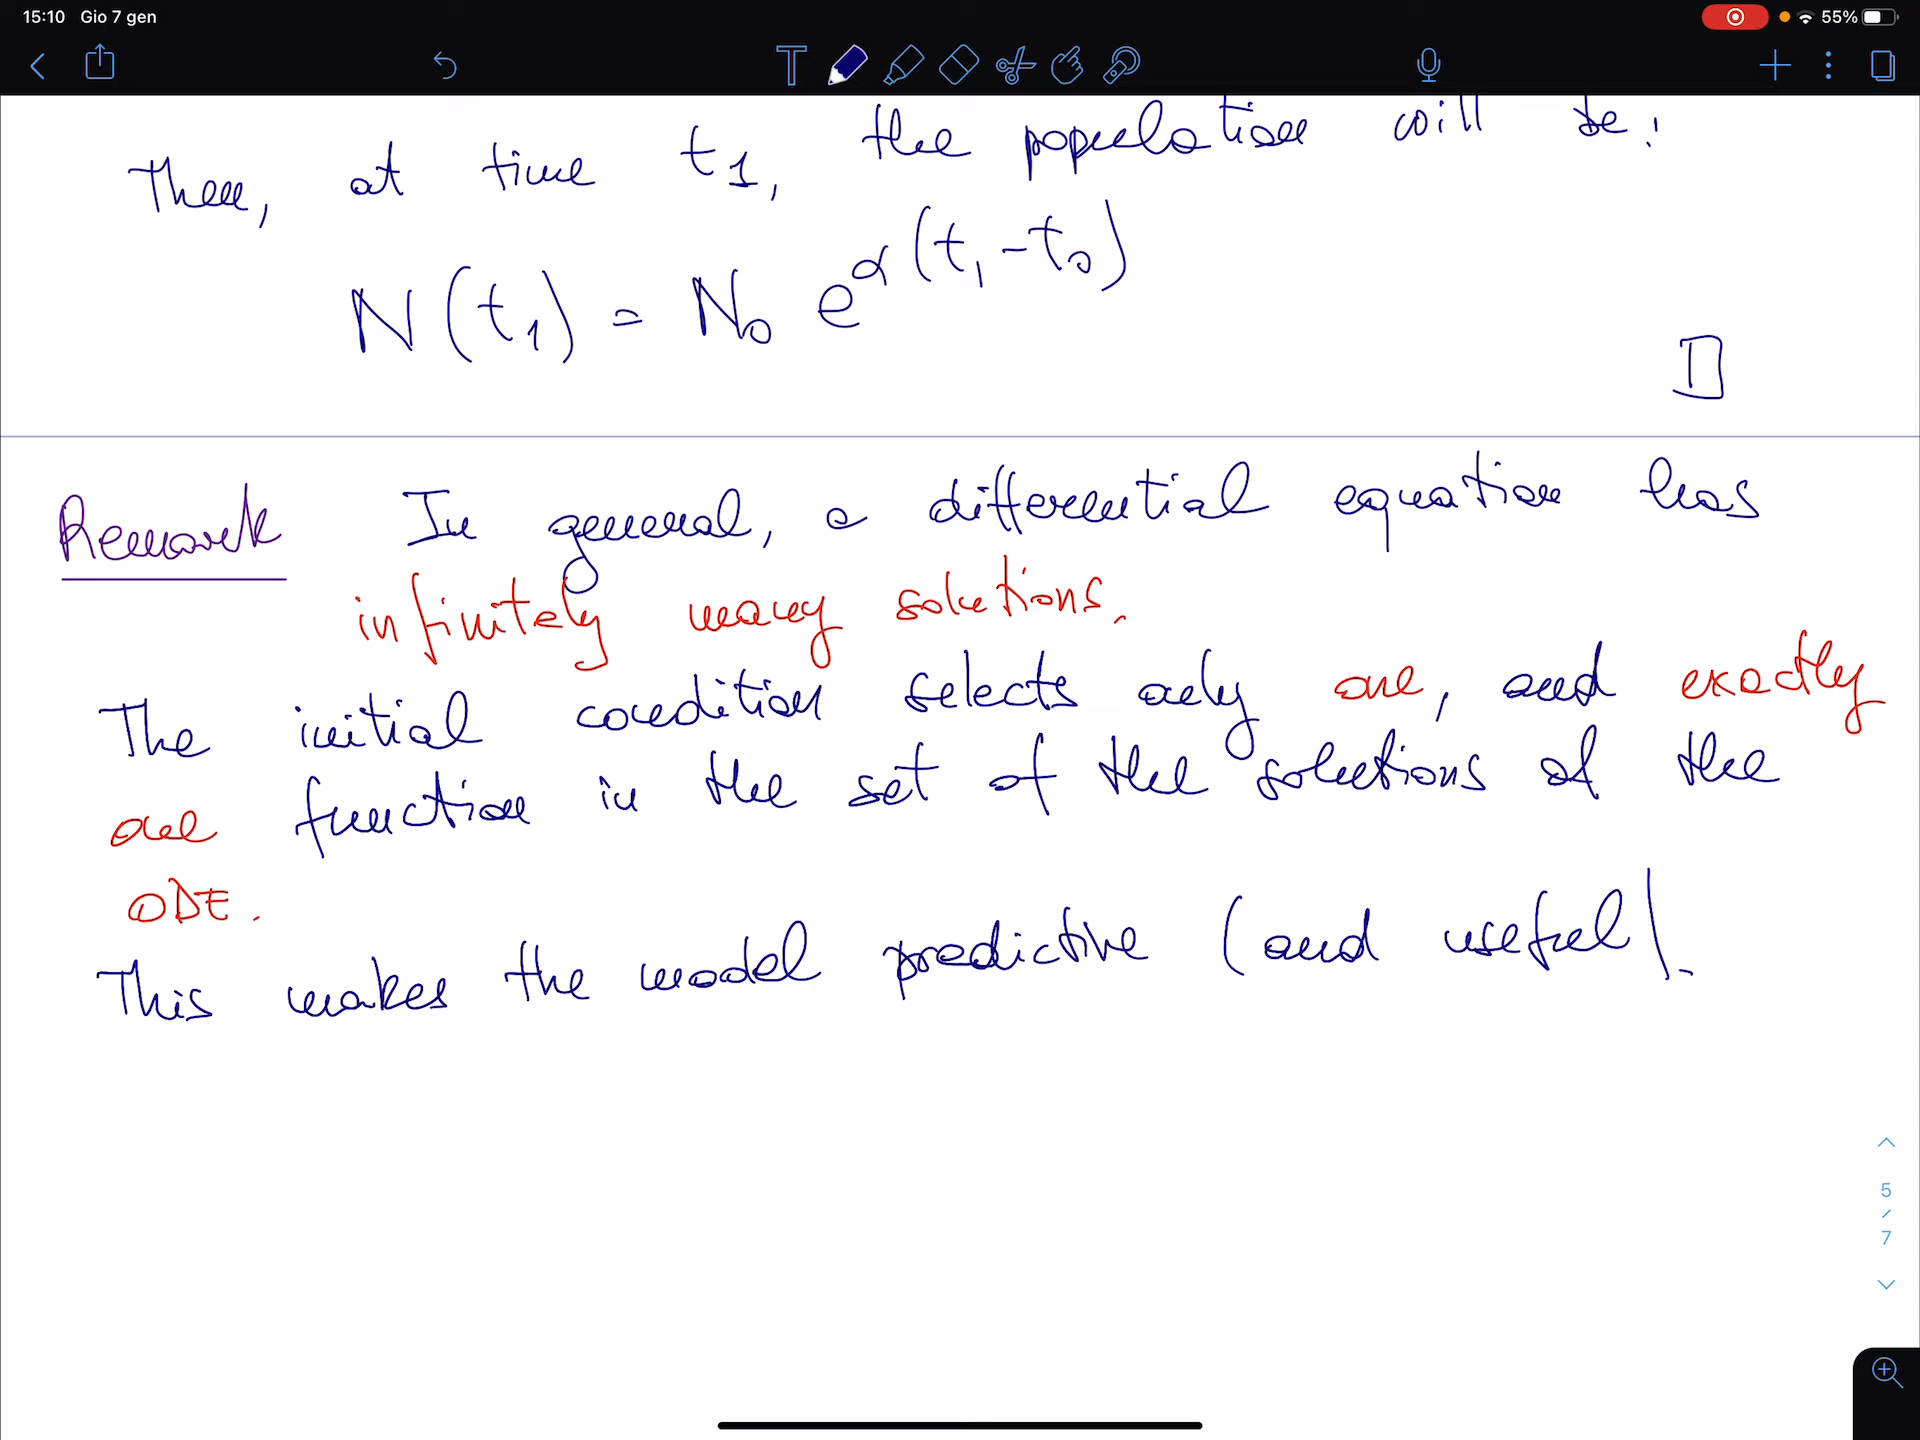 15:10 Gio 7 gen
55%
Then, at time t₁, the population will be:
N(t₁) = N₀ e^α(t₁-t₀)
Remark In general, a differential equation has
infinitely many solutions.
The initial condition selects only one, and exactly
one function in the set of the solutions of the
ODE.
This makes the model predictive (and useful).
5
/
7